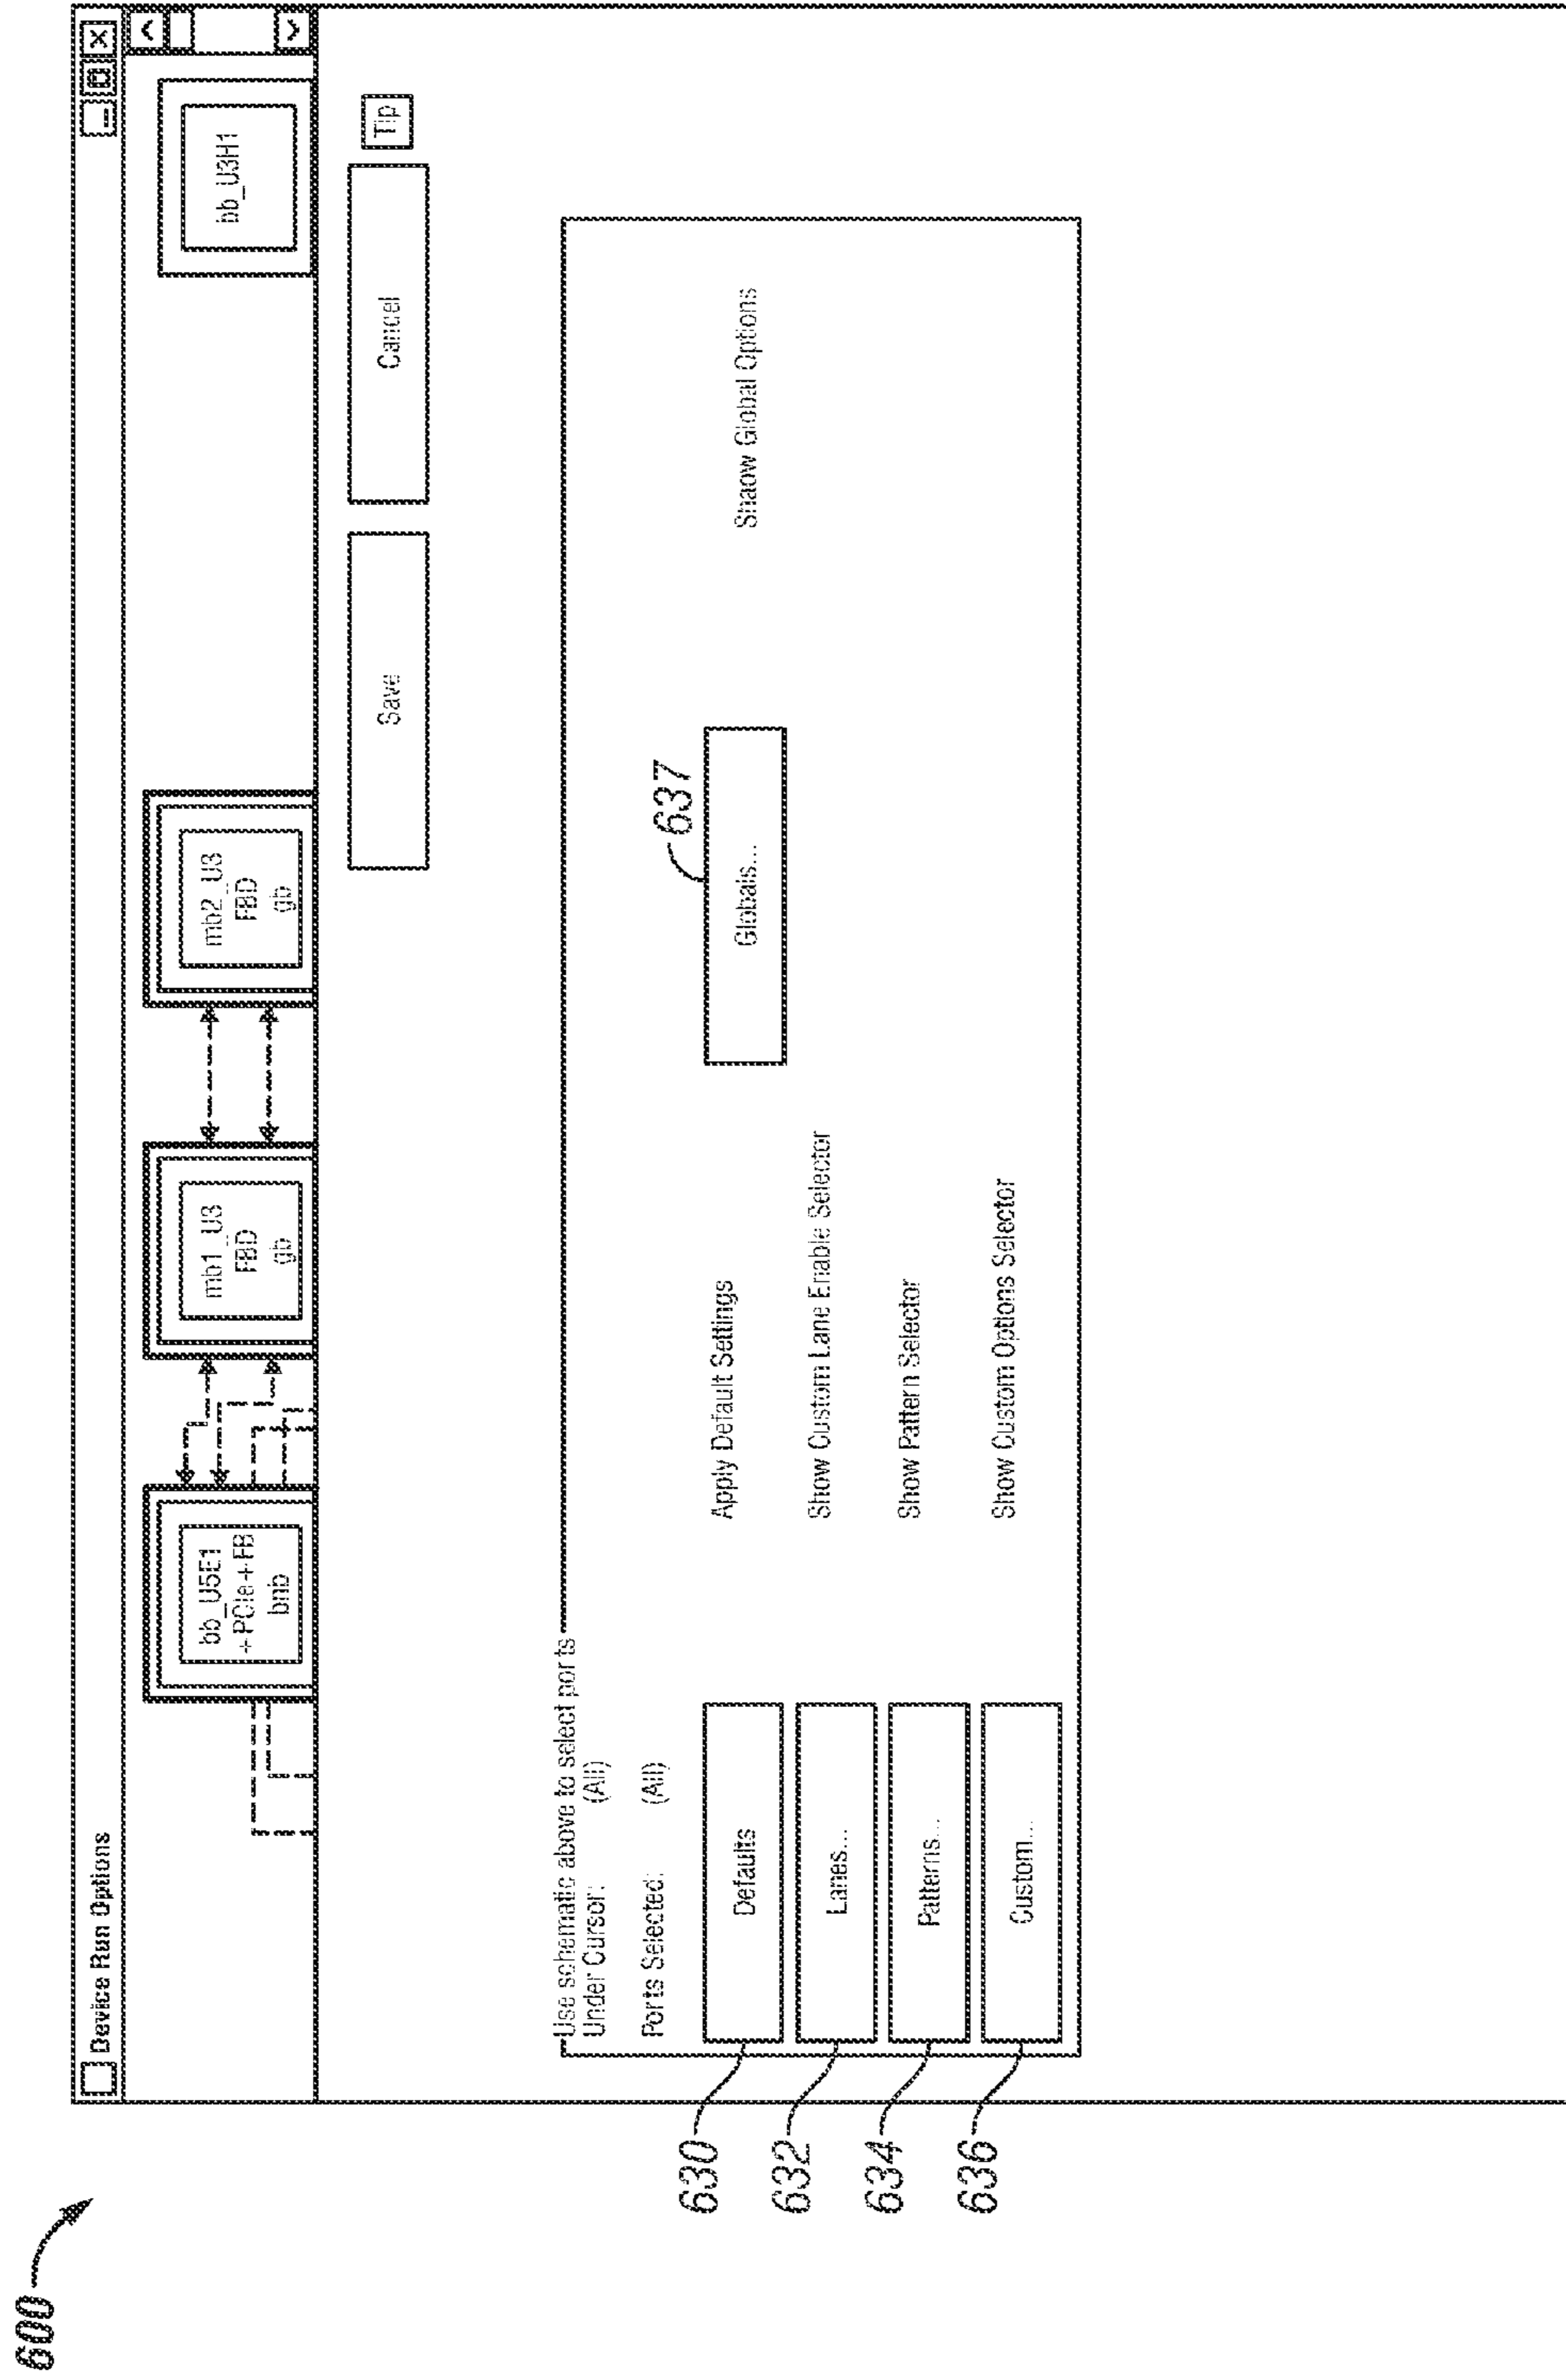 600
Device Run Options
_ X
bb_U5E1
+PCIe+FB
bnb
mb1_U3
FBD
gb
mb2_U3
FBD
gb
bb_U3H1
Save
Cancel
Tip
Use schematic above to select ports
Under Cursor: (All)
Ports Selected: (All)
637
630
Defaults
Apply Default Settings
Globals...
Shaow Global Options
632
Lanes...
Show Custom Lane Enable Selector
634
Patterns...
Show Pattern Selector
636
Custom...
Show Custom Options Selector